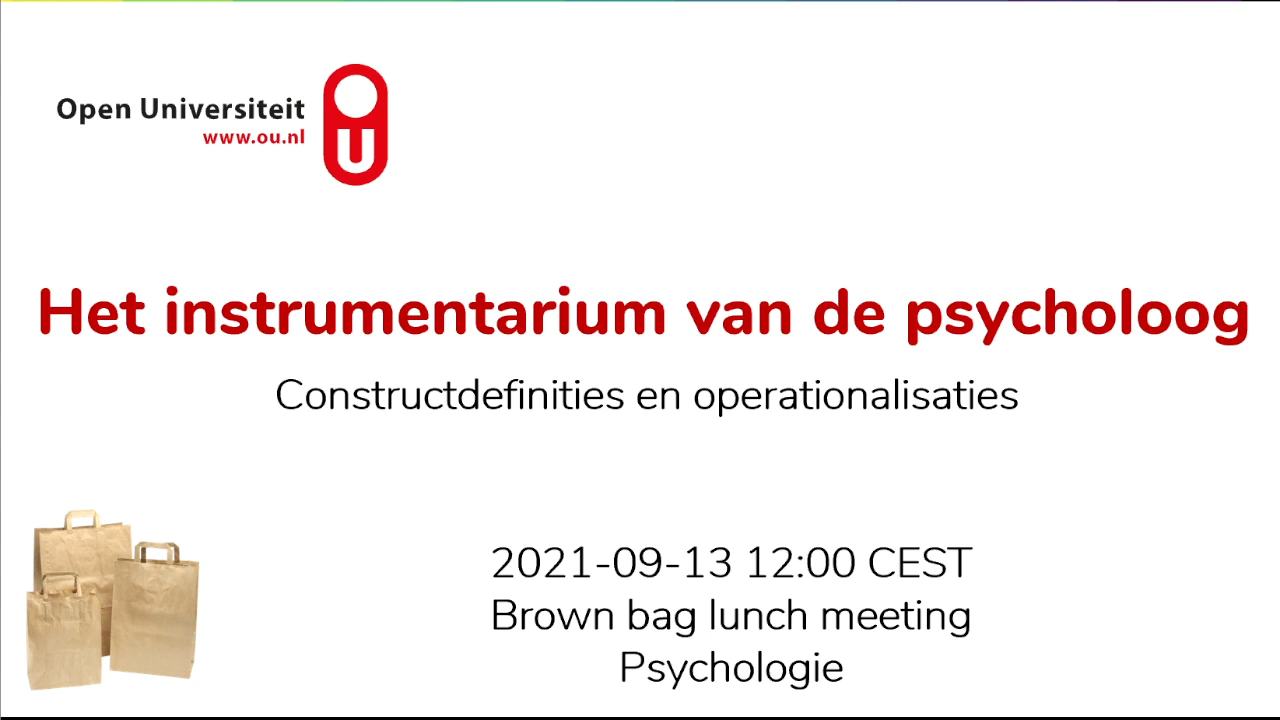 Open Universiteit
www.ou.nl
U
Het instrumentarium van de psycholoog
Constructdefinities en operationalisaties
2021-09-13 12:00 CEST
Brown bag lunch meeting
Psychologie